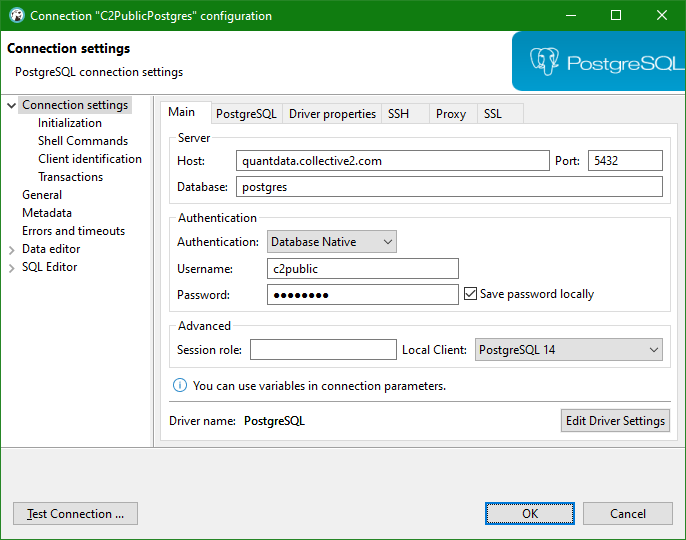 Connection "C2PublicPostgres" configuration
Connection settings
PostgreSQL connection settings
PostgreSQL
Connection settings
Initialization
Shell Commands
Client identification
Transactions
General
Metadata
Errors and timeouts
Data editor
SQL Editor
Main PostgreSQL Driver properties SSH Proxy SSL
Server
Host: quantdata.collective2.com Port: 5432
Database: postgres
Authentication
Authentication: Database Native
Username: c2public
Password: ●●●●●●●● Save password locally
Advanced
Session role: Local Client: PostgreSQL 14
You can use variables in connection parameters.
Driver name: PostgreSQL Edit Driver Settings
Test Connection ... OK Cancel